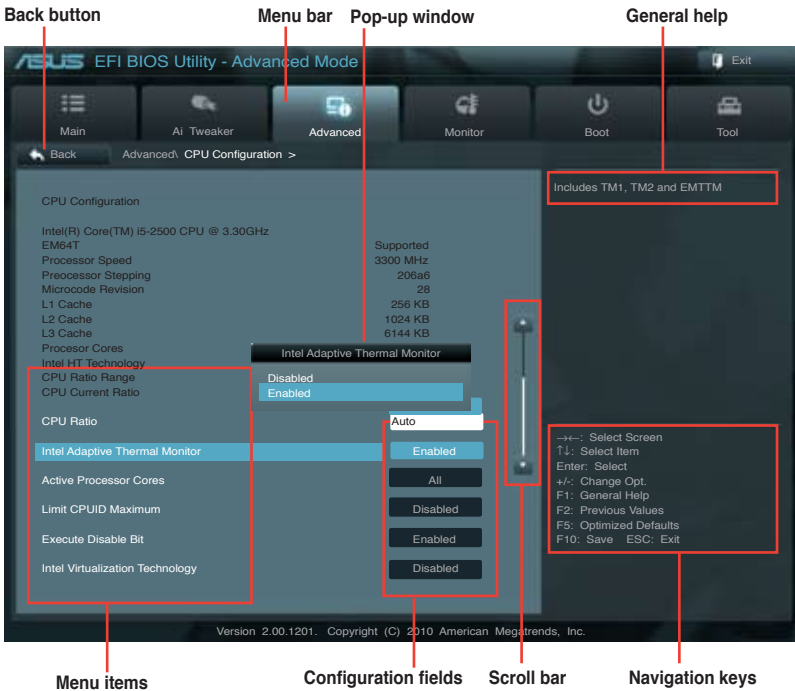 Back button
Menu bar
Pop-up window
General help
ASUS EFI BIOS Utility - Advanced Mode
Exit
Main
Ai Tweaker
Advanced
Monitor
Boot
Tool
Back
Advanced\ CPU Configuration >
Includes TM1, TM2 and EMTTM
CPU Configuration
Intel(R) Core(TM) i5-2500 CPU @ 3.30GHz
EM64T Supported
Processor Speed 3300 MHz
Preocessor Stepping 206a6
Microcode Revision 28
L1 Cache 256 KB
L2 Cache 1024 KB
L3 Cache 6144 KB
Procesor Cores
Intel HT Technology
CPU Ratio Range
CPU Current Ratio
Intel Adaptive Thermal Monitor
Disabled
Enabled
CPU Ratio Auto
Intel Adaptive Thermal Monitor Enabled
Active Processor Cores All
Limit CPUID Maximum Disabled
Execute Disable Bit Enabled
Intel Virtualization Technology Disabled
→←: Select Screen
↑↓: Select Item
Enter: Select
+/-: Change Opt.
F1: General Help
F2: Previous Values
F5: Optimized Defaults
F10: Save ESC: Exit
Version 2.00.1201. Copyright (C) 2010 American Megatrends, Inc.
Menu items
Configuration fields
Scroll bar
Navigation keys